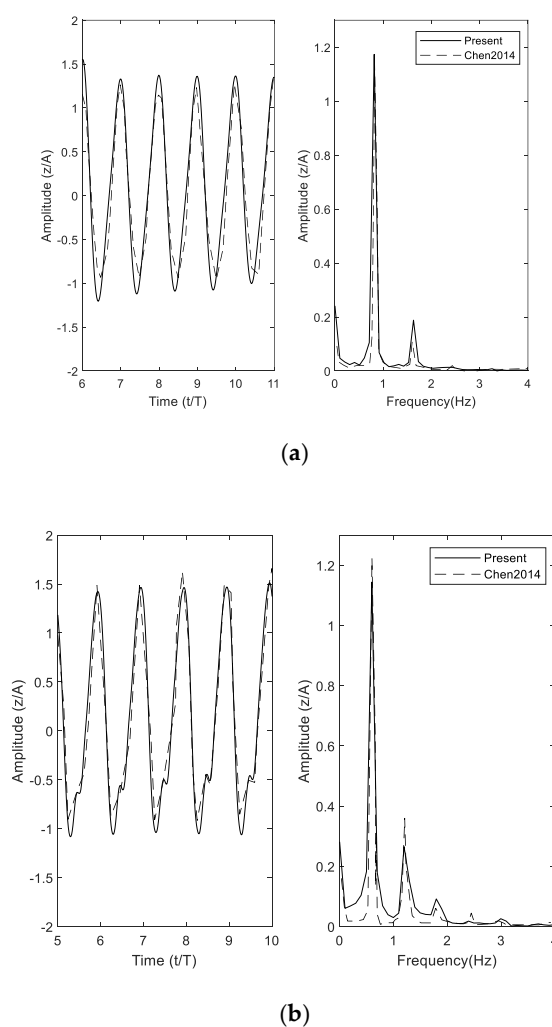 2
1.5
1
0.5
0
-0.5
-1
-1.5
-2
Amplitude (z/A)
6 7 8 9 10 11
Time (t/T)
1.2
1
0.8
0.6
0.4
0.2
0
Amplitude (z/A)
0 1 2 3 4
Frequency(Hz)
Present
Chen2014
(a)
2
1.5
1
0.5
0
-0.5
-1
-1.5
-2
Amplitude (z/A)
5 6 7 8 9 10
Time (t/T)
1.2
1
0.8
0.6
0.4
0.2
0
Amplitude (z/A)
0 1 2 3 4
Frequency(Hz)
Present
Chen2014
(b)